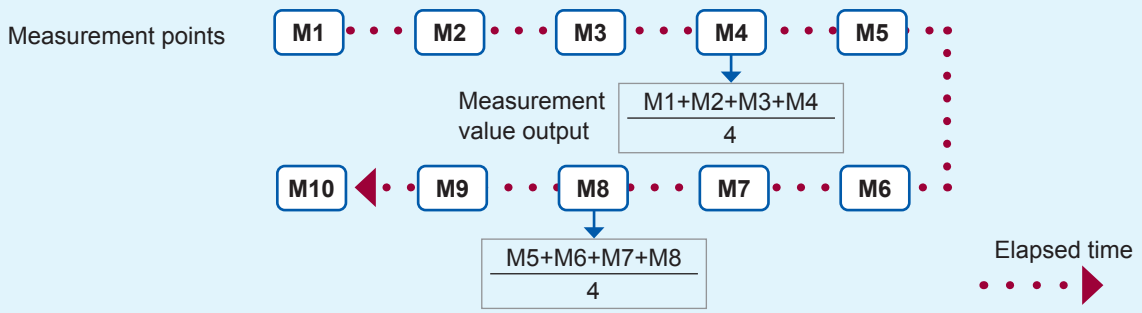 Measurement points
M1 M2 M3 M4 M5
Measurement
value output
M1+M2+M3+M4
4
M10 M9 M8 M7 M6
M5+M6+M7+M8
4
Elapsed time